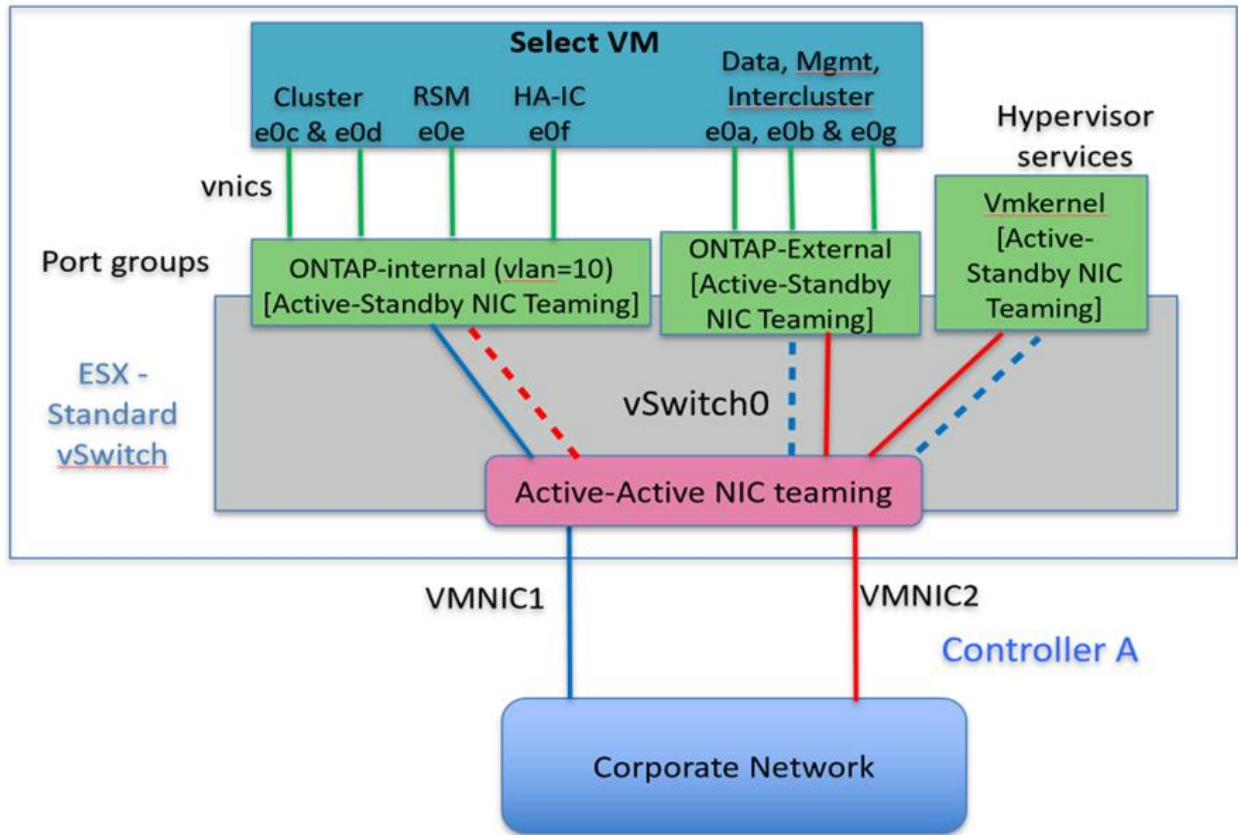 Select VM
Cluster
e0c & e0d
RSM
e0e
HA-IC
e0f
Data, Mgmt,
Intercluster
e0a, e0b & e0g
Hypervisor
services
vnics
Port groups
ONTAP-internal (vlan=10)
[Active-Standby NIC Teaming]
ONTAP-External
[Active-Standby
NIC Teaming]
Vmkernel
[Active-
Standby NIC
Teaming]
ESX -
Standard
vSwitch
vSwitch0
Active-Active NIC teaming
VMNIC1
VMNIC2
Controller A
Corporate Network